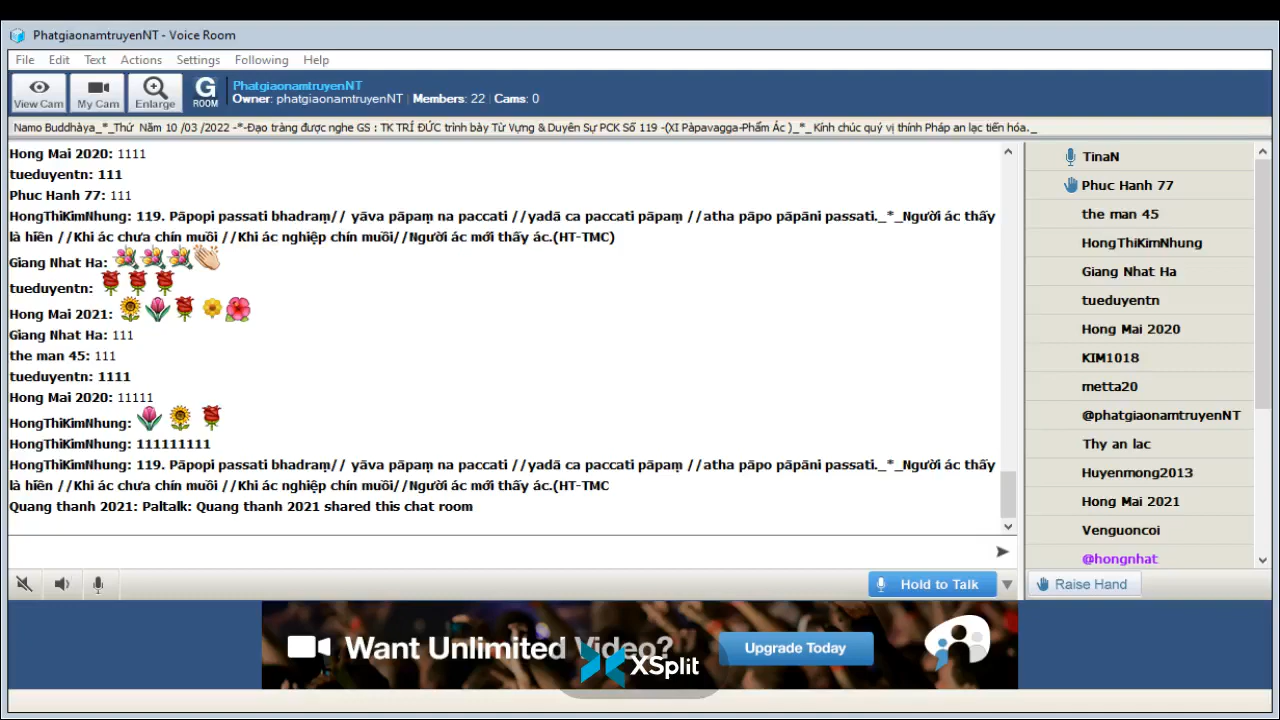 PhatgiaonamtruyenNT - Voice Room
File Edit Text Actions Settings Following Help
View Cam
My Cam
Enlarge
G
ROOM
PhatgiaonamtruyenNT
Owner: phatgiaonamtruyenNT | Members: 22 | Cams: 0
Namo Buddhàya_*_Thứ Năm 10 /03 /2022 -*-Đạo tràng được nghe GS : TK TRÍ ĐỨC trình bày Từ Vựng & Duyên Sự PCK Số 119 -(XI Pàpavagga-Phẩm Ác )_*_ Kính chúc quý vị thính Pháp an lạc tiến hóa._
Hong Mai 2020: 1111
tueduyentn: 111
Phuc Hanh 77: 111
HongThiKimNhung: 119. Pāpopi passati bhadraṃ// yāva pāpaṃ na paccati //yadā ca paccati pāpaṃ //atha pāpo pāpāni passati._*_Người ác thấy
là hiền //Khi ác chưa chín muồi //Khi ác nghiệp chín muồi//Người ác mới thấy ác.(HT-TMC)
Giang Nhat Ha:
tueduyentn:
Hong Mai 2021:
Giang Nhat Ha: 111
the man 45: 111
tueduyentn: 1111
Hong Mai 2020: 11111
HongThiKimNhung:
HongThiKimNhung: 111111111
HongThiKimNhung: 119. Pāpopi passati bhadraṃ// yāva pāpaṃ na paccati //yadā ca paccati pāpaṃ //atha pāpo pāpāni passati._*_Người ác thấy
là hiền //Khi ác chưa chín muồi //Khi ác nghiệp chín muồi//Người ác mới thấy ác.(HT-TMC
Quang thanh 2021: Paltalk: Quang thanh 2021 shared this chat room
TinaN
Phuc Hanh 77
the man 45
HongThiKimNhung
Giang Nhat Ha
tueduyentn
Hong Mai 2020
KIM1018
metta20
@phatgiaonamtruyenNT
Thy an lac
Huyenmong2013
Hong Mai 2021
Venguoncoi
@hongnhat
Hold to Talk
Raise Hand
Want Unlimited Video?
Upgrade Today
XSplit